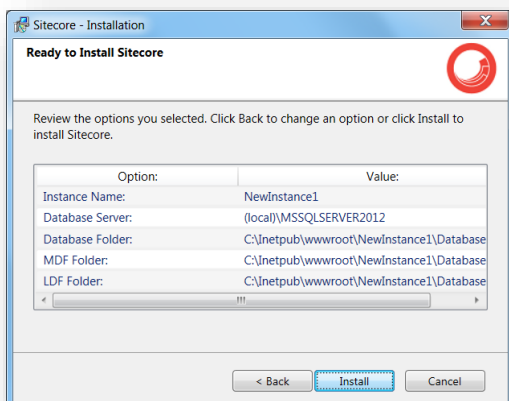 Sitecore - Installation
Ready to Install Sitecore
Review the options you selected. Click Back to change an option or click Install to
install Sitecore.
Option: Value:
Instance Name: NewInstance1
Database Server: (local)\MSSQLSERVER2012
Database Folder: C:\Inetpub\wwwroot\NewInstance1\Database
MDF Folder: C:\Inetpub\wwwroot\NewInstance1\Database
LDF Folder: C:\Inetpub\wwwroot\NewInstance1\Database
< Back Install Cancel